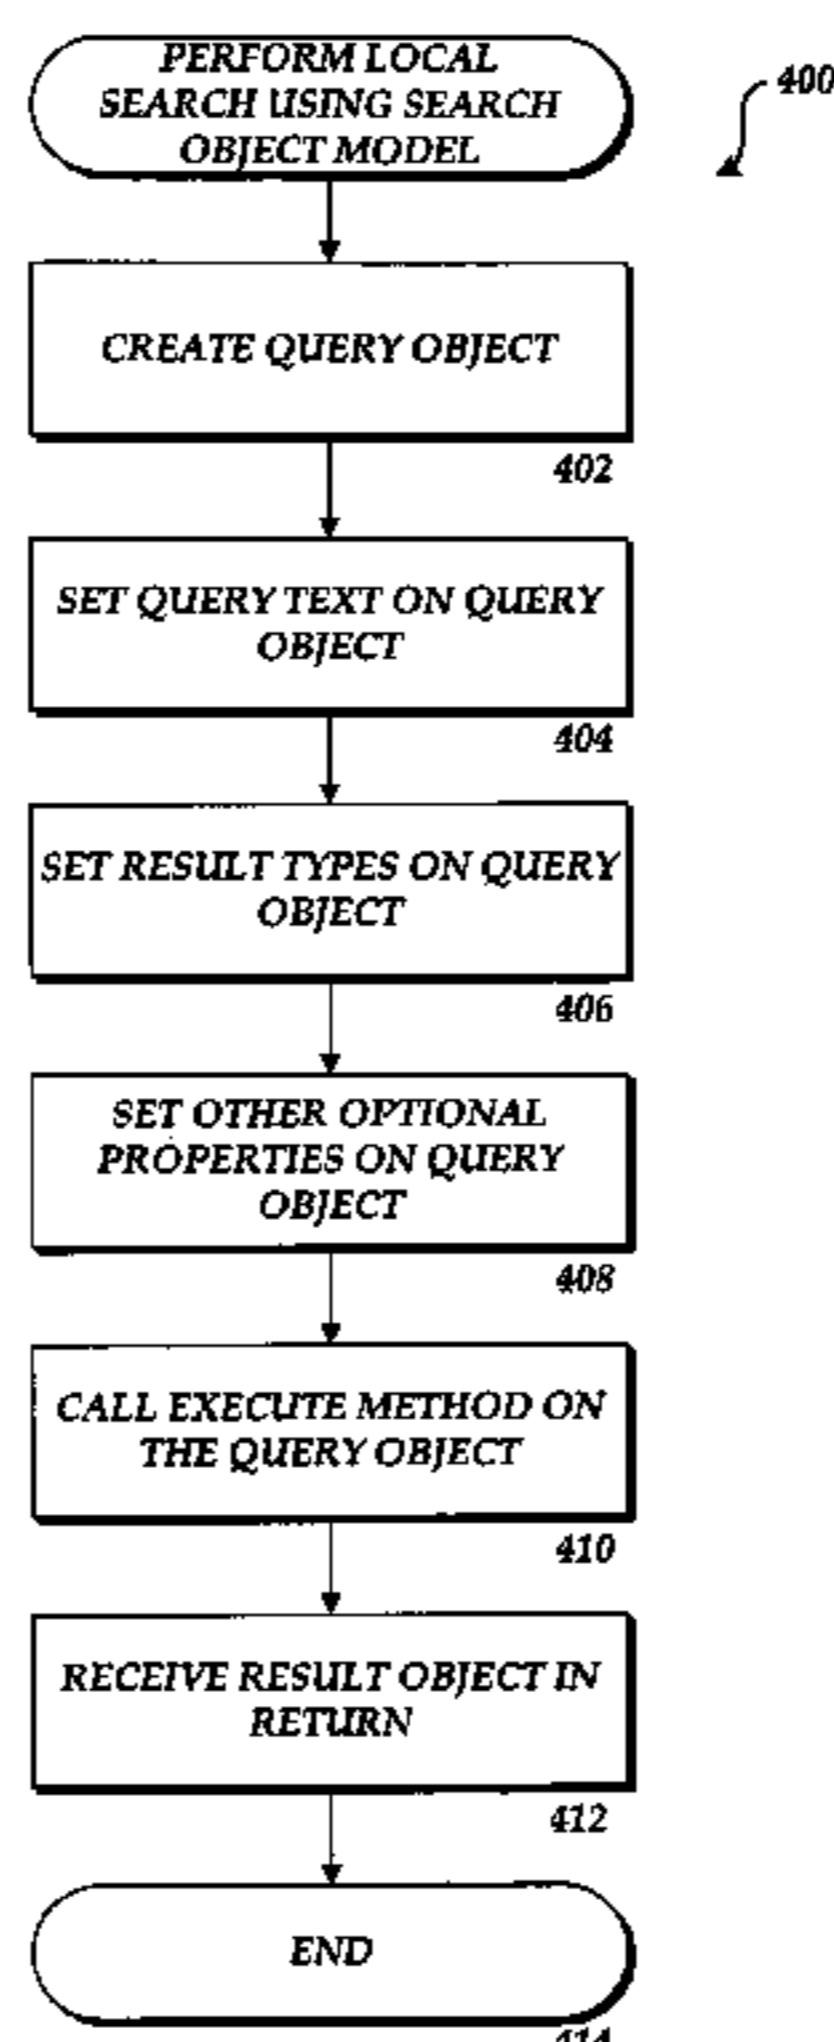 PERFORM LOCAL
SEARCH USING SEARCH
OBJECT MODEL
400
CREATE QUERY OBJECT
402
SET QUERY TEXT ON QUERY
OBJECT
404
SET RESULT TYPES ON QUERY
OBJECT
406
SET OTHER OPTIONAL
PROPERTIES ON QUERY
OBJECT
408
CALL EXECUTE METHOD ON
THE QUERY OBJECT
410
RECEIVE RESULT OBJECT IN
RETURN
412
END
414